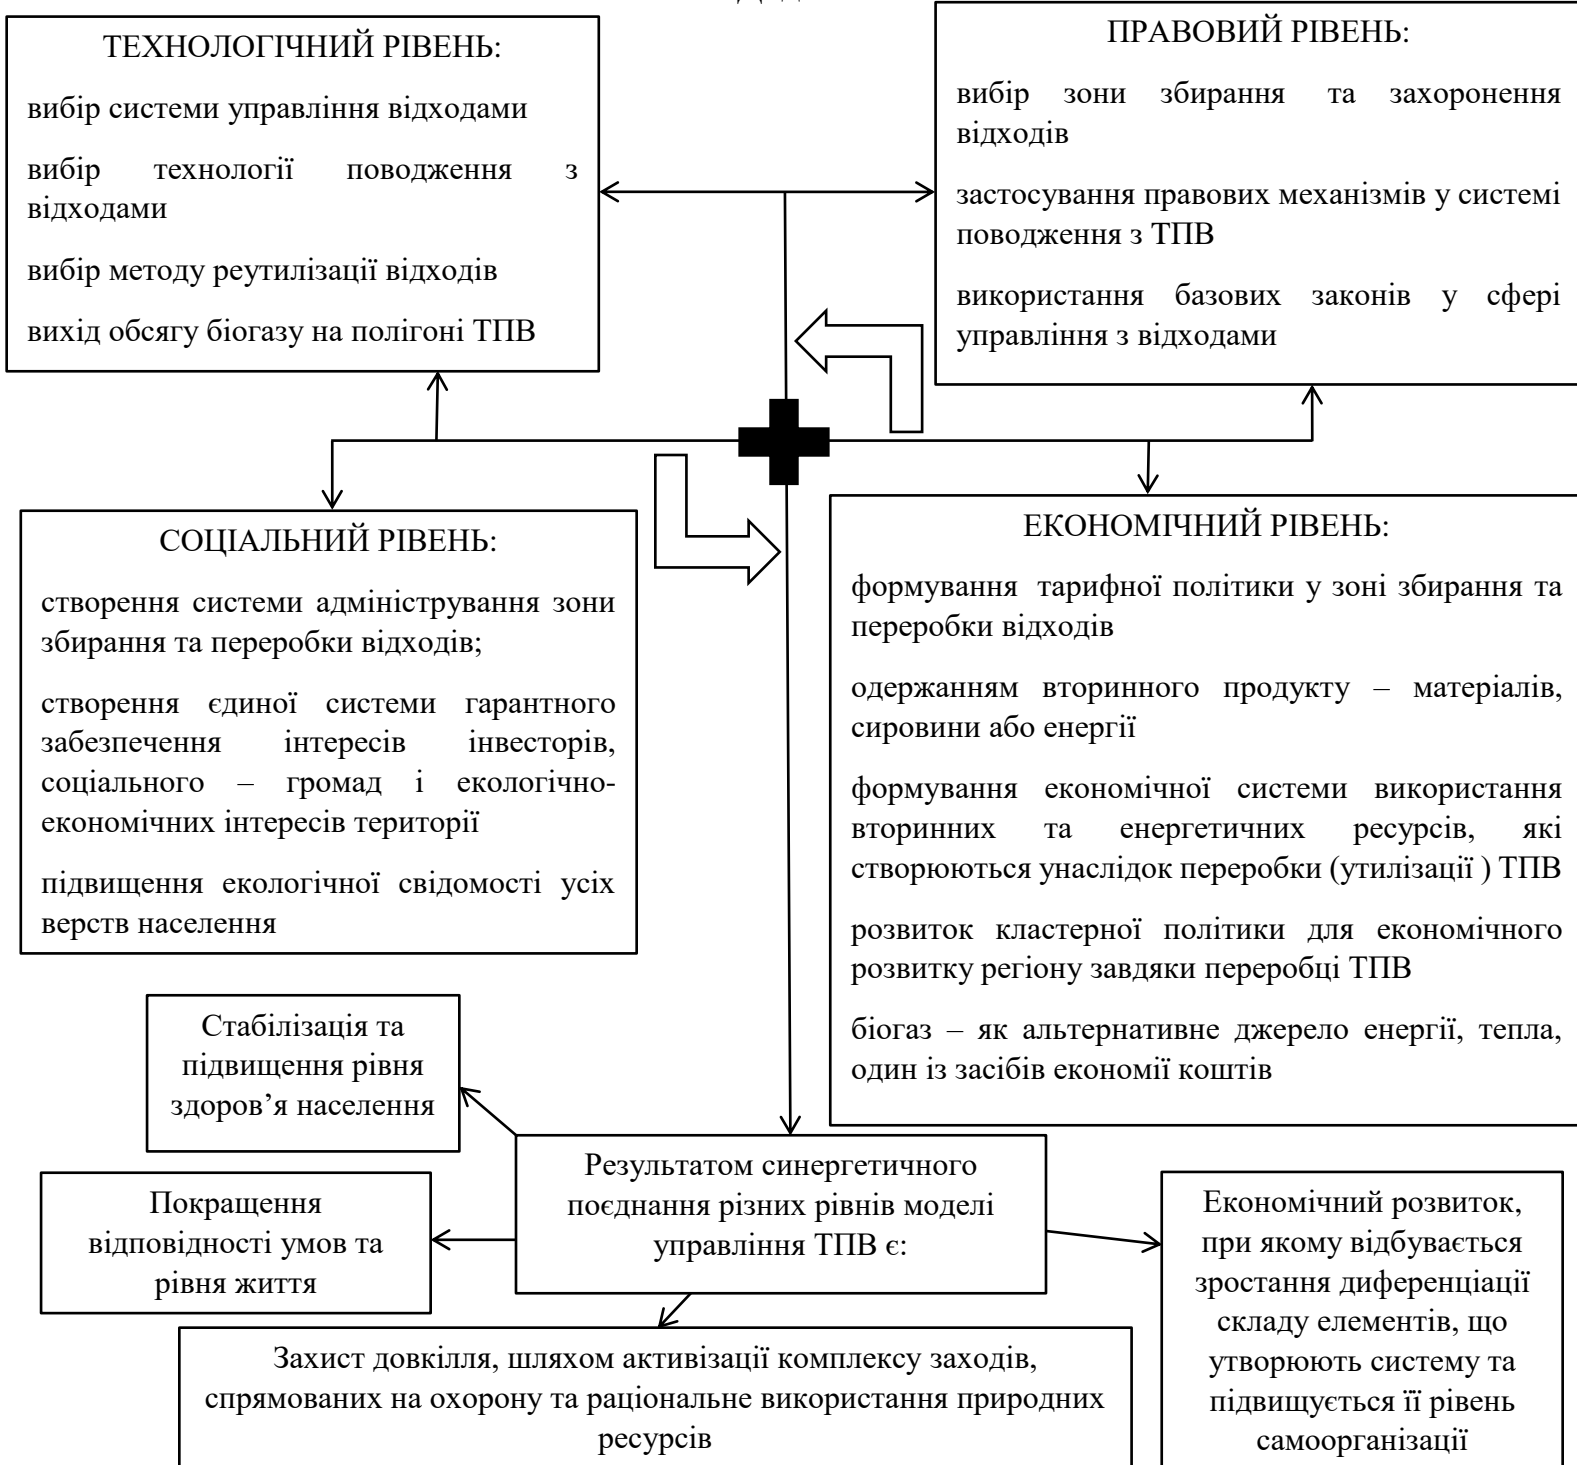 ТЕХНОЛОГІЧНИЙ РІВЕНЬ:
вибір системи управління відходами
вибір технології поводження з
відходами
вибір методу реутилізації відходів
вихід обсягу біогазу на полігоні ТПВ
ПРАВОВИЙ РІВЕНЬ:
вибір зони збирання та захоронення
відходів
застосування правових механізмів у системі
поводження з ТПВ
використання базових законів у сфері
управління з відходами
СОЦІАЛЬНИЙ РІВЕНЬ:
створення системи адміністрування зони
збирання та переробки відходів;
створення єдиної системи гарантного
забезпечення інтересів інвесторів,
соціального – громад і екологічно-
економічних інтересів території
підвищення екологічної свідомості усіх
верств населення
ЕКОНОМІЧНИЙ РІВЕНЬ:
формування тарифної політики у зоні збирання та
переробки відходів
одержанням вторинного продукту – матеріалів,
сировини або енергії
формування економічної системи використання
вторинних та енергетичних ресурсів, які
створюються унаслідок переробки (утилізації ) ТПВ
розвиток кластерної політики для економічного
розвитку регіону завдяки переробці ТПВ
біогаз – як альтернативне джерело енергії, тепла,
один із засібів економії коштів
Стабілізація та
підвищення рівня
здоров’я населення
Покращення
відповідності умов та
рівня життя
Результатом синергетичного
поєднання різних рівнів моделі
управління ТПВ є:
Економічний розвиток,
при якому відбувається
зростання диференціації
складу елементів, що
утворюють систему та
підвищується її рівень
самоорганізації
Захист довкілля, шляхом активізації комплексу заходів,
спрямованих на охорону та раціональне використання природних
ресурсів